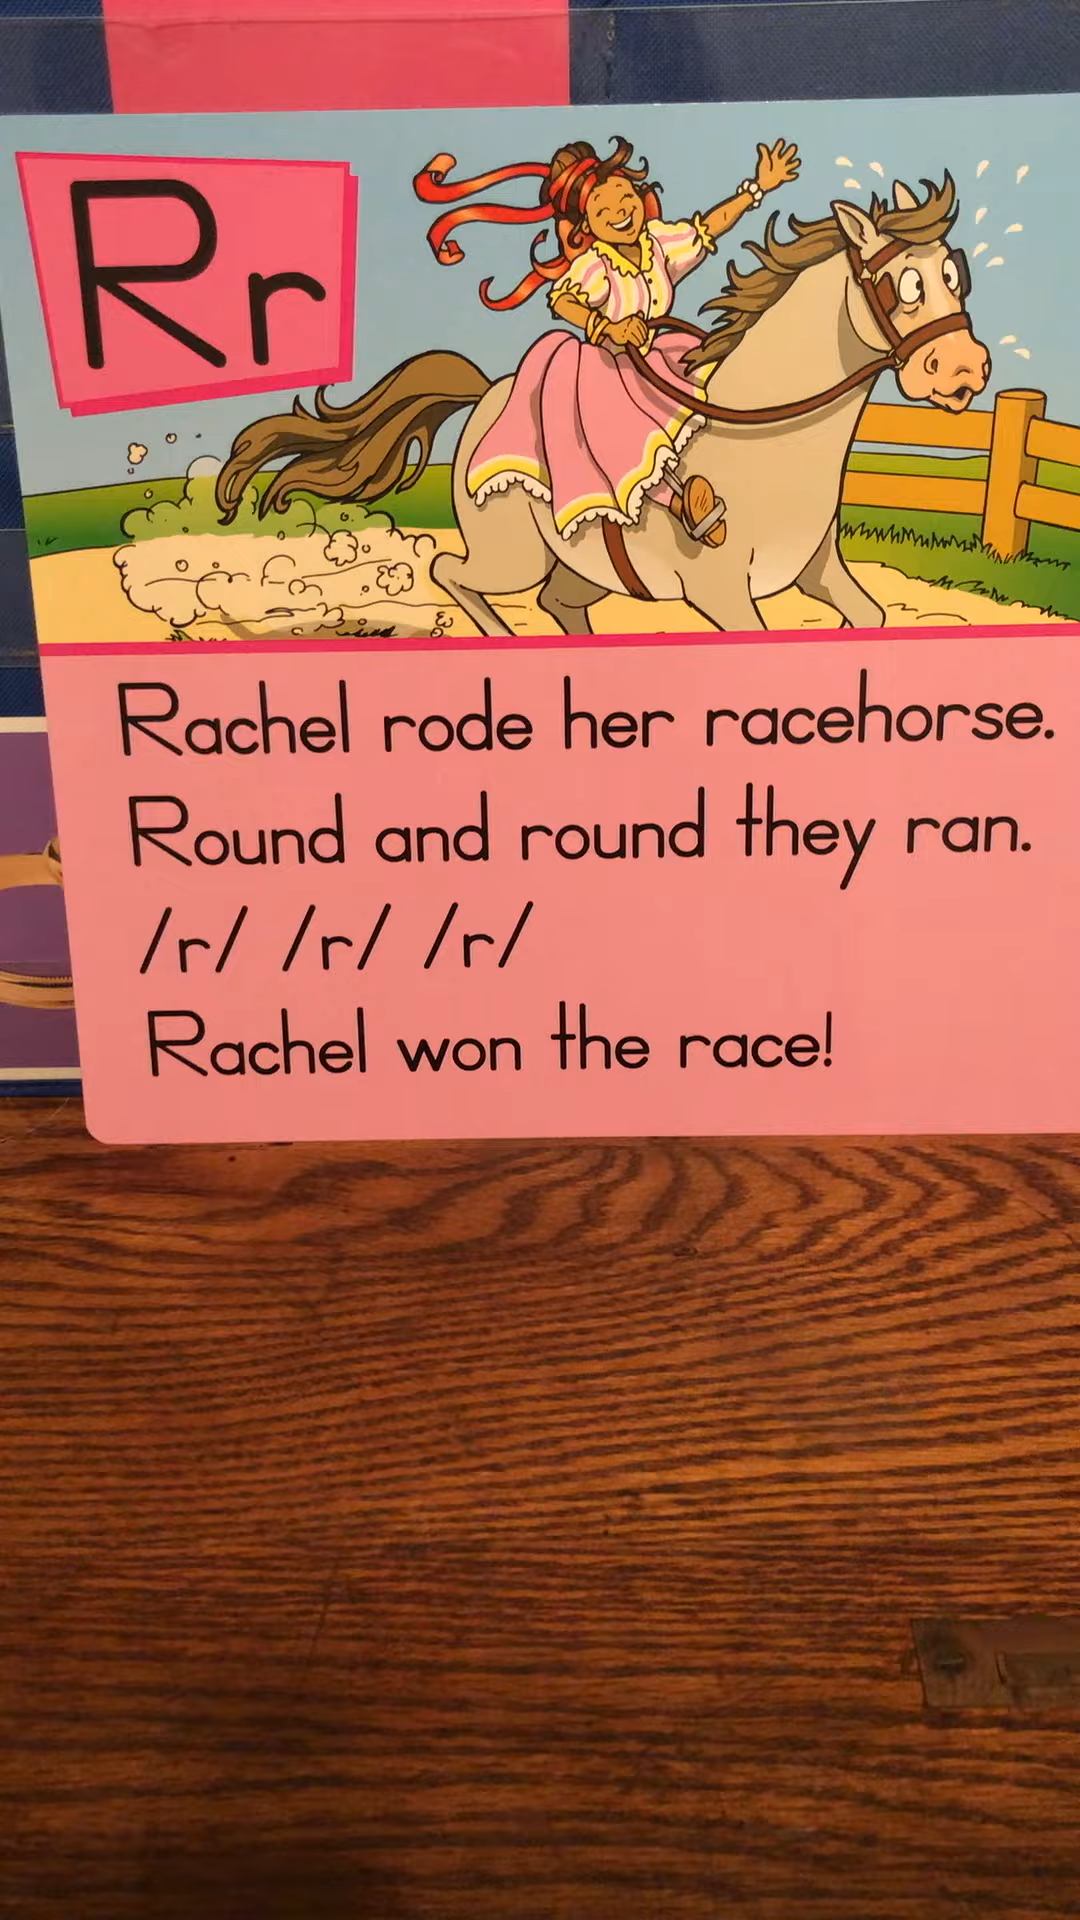 Rr
Rachel rode her racehorse.
Round and round they ran.
/r/ /r/ /r/
Rachel won the race!